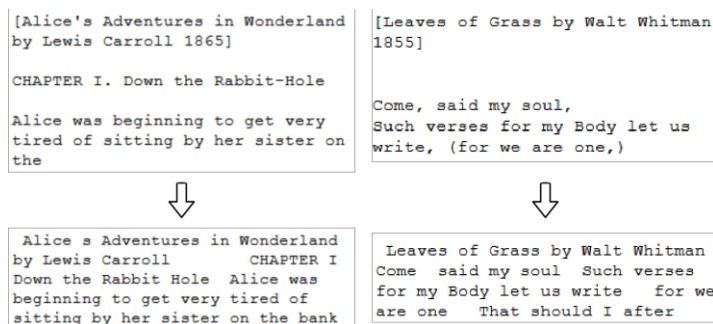 [Alice's Adventures in Wonderland
by Lewis Carroll 1865]
CHAPTER I. Down the Rabbit-Hole
Alice was beginning to get very
tired of sitting by her sister on
the
[Leaves of Grass by Walt Whitman
1855]
Come, said my soul,
Such verses for my Body let us
write, (for we are one,)
Alice s Adventures in Wonderland
by Lewis Carroll CHAPTER I
Down the Rabbit Hole Alice was
beginning to get very tired of
sitting by her sister on the bank
Leaves of Grass by Walt Whitman
Come said my soul Such verses
for my Body let us write for we
are one That should I after